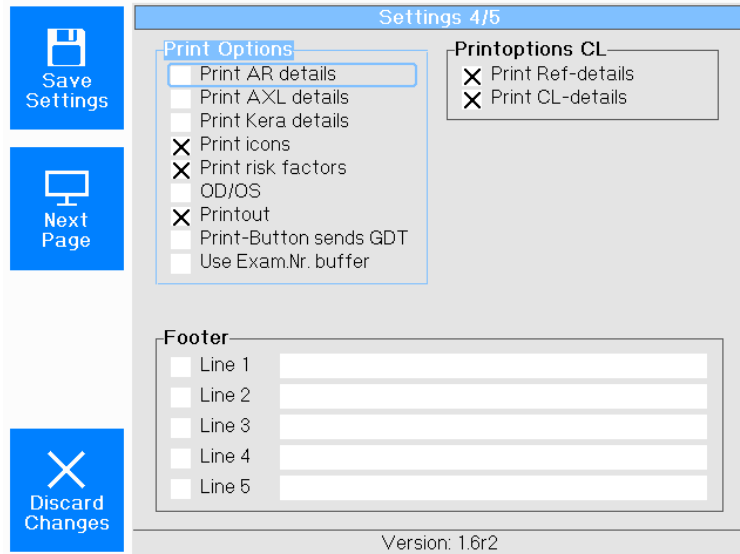 Settings 4/5
Save
Settings
Next
Page
Discard
Changes
Print Options
Print AR details
Print AXL details
Print Kera details
Print icons
Print risk factors
OD/OS
Printout
Print-Button sends GDT
Use Exam.Nr. buffer
Printoptions CL
Print Ref-details
Print CL-details
Footer
Line 1
Line 2
Line 3
Line 4
Line 5
Version: 1.6r2